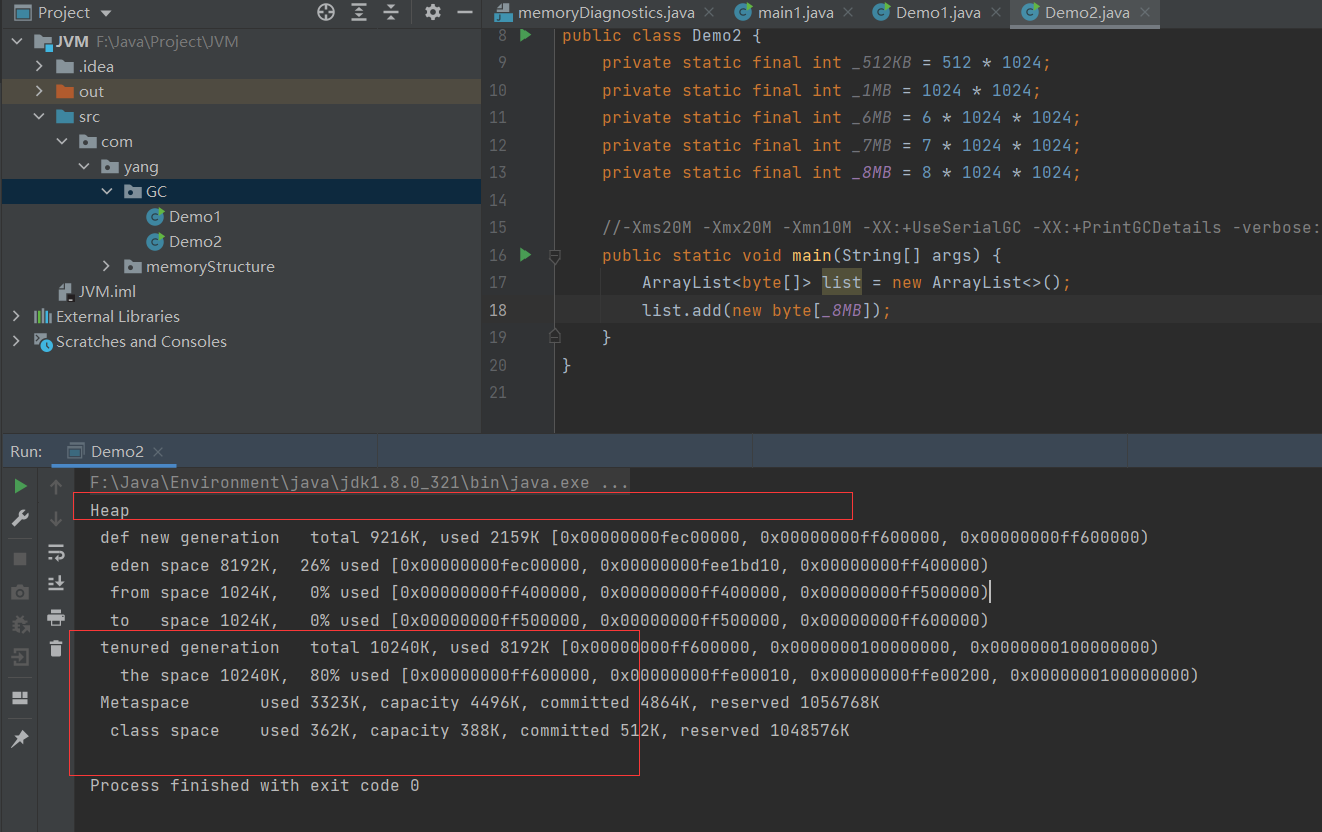 Project
memoryDiagnostics.java
main1.java
Demo1.java
Demo2.java
JVM F:\Java\Project\JVM
.idea
out
src
com
yang
GC
Demo1
Demo2
memoryStructure
JVM.iml
External Libraries
Scratches and Consoles
8 public class Demo2 {
9 private static final int _512KB = 512 * 1024;
10 private static final int _1MB = 1024 * 1024;
11 private static final int _6MB = 6 * 1024 * 1024;
12 private static final int _7MB = 7 * 1024 * 1024;
13 private static final int _8MB = 8 * 1024 * 1024;
14
15 //-Xms20M -Xmx20M -Xmn10M -XX:+UseSerialGC -XX:+PrintGCDetails -verbose:
16 public static void main(String[] args) {
17 ArrayList<byte[]> list = new ArrayList<>();
18 list.add(new byte[_8MB]);
19 }
20 }
21
Run: Demo2
F:\Java\Environment\java\jdk1.8.0_321\bin\java.exe ...
Heap
def new generation total 9216K, used 2159K [0x00000000fec00000, 0x00000000ff600000, 0x00000000ff600000)
eden space 8192K, 26% used [0x00000000fec00000, 0x00000000fee1bd10, 0x00000000ff400000)
from space 1024K, 0% used [0x00000000ff400000, 0x00000000ff400000, 0x00000000ff500000)
to space 1024K, 0% used [0x00000000ff500000, 0x00000000ff500000, 0x00000000ff600000)
tenured generation total 10240K, used 8192K [0x00000000ff600000, 0x0000000100000000, 0x0000000100000000)
the space 10240K, 80% used [0x00000000ff600000, 0x00000000ffe00010, 0x00000000ffe00200, 0x0000000100000000)
Metaspace used 3323K, capacity 4496K, committed 4864K, reserved 1056768K
class space used 362K, capacity 388K, committed 512K, reserved 1048576K
Process finished with exit code 0